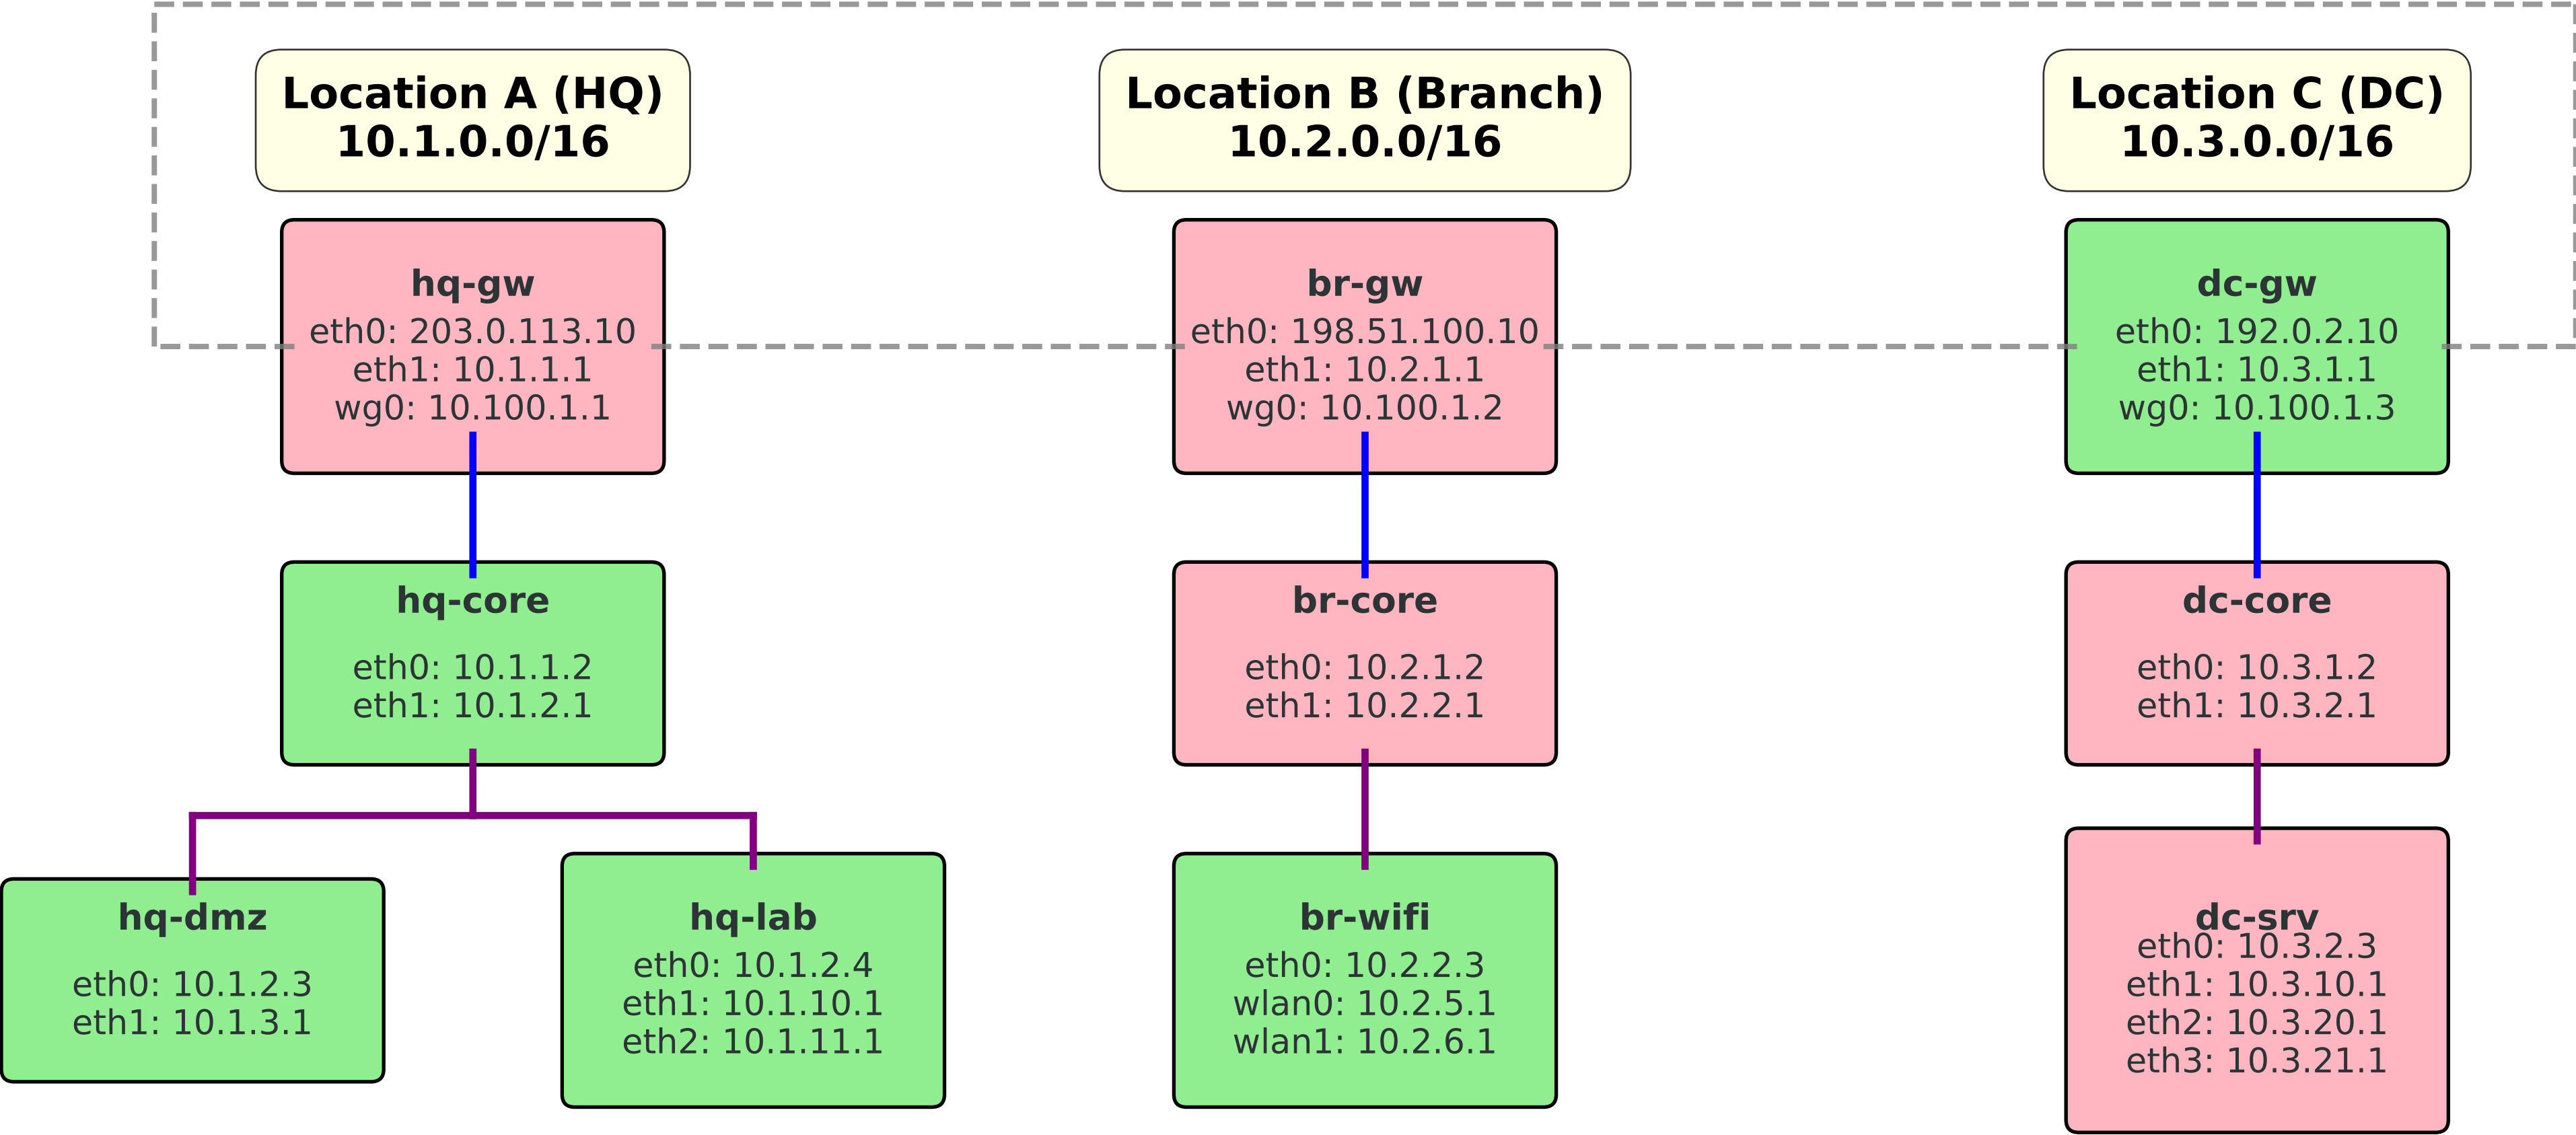 Location A (HQ)
10.1.0.0/16
Location B (Branch)
10.2.0.0/16
Location C (DC)
10.3.0.0/16
hq-gw
eth0: 203.0.113.10
eth1: 10.1.1.1
wg0: 10.100.1.1
br-gw
eth0: 198.51.100.10
eth1: 10.2.1.1
wg0: 10.100.1.2
dc-gw
eth0: 192.0.2.10
eth1: 10.3.1.1
wg0: 10.100.1.3
hq-core
eth0: 10.1.1.2
eth1: 10.1.2.1
br-core
eth0: 10.2.1.2
eth1: 10.2.2.1
dc-core
eth0: 10.3.1.2
eth1: 10.3.2.1
hq-dmz
eth0: 10.1.2.3
eth1: 10.1.3.1
hq-lab
eth0: 10.1.2.4
eth1: 10.1.10.1
eth2: 10.1.11.1
br-wifi
eth0: 10.2.2.3
wlan0: 10.2.5.1
wlan1: 10.2.6.1
dc-srv
eth0: 10.3.2.3
eth1: 10.3.10.1
eth2: 10.3.20.1
eth3: 10.3.21.1